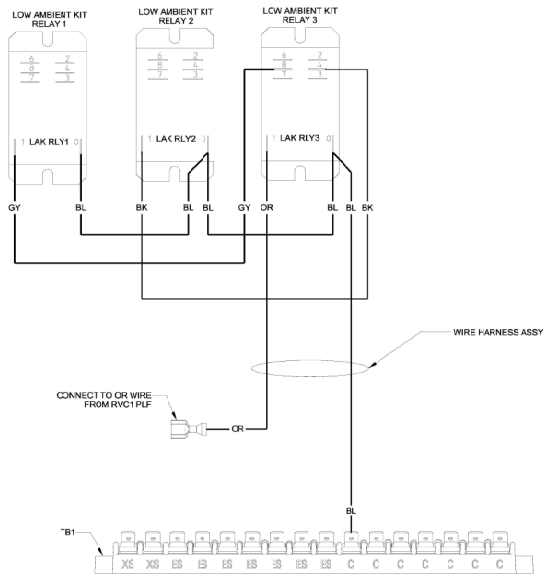 LOW AMBIENT KIT
RELAY 1
LOW AMBIENT KIT
RELAY 2
LOW AMBIENT KIT
RELAY 3
6 2
8 4
7 3
6 2
8 4
7 3
6 2
8 4
7 3
1 LAK RLY1 0
1 LAK RLY2 0
1 LAK RLY3 0
GY BL BK BL BL GY OR BL BL BK
WIRE HARNESS ASSY
CONNECT TO OR WIRE
FROM RVC1 PLF
OR
BL
TB1
XS XS ES ES ES ES ES ES ES C C C C C C C